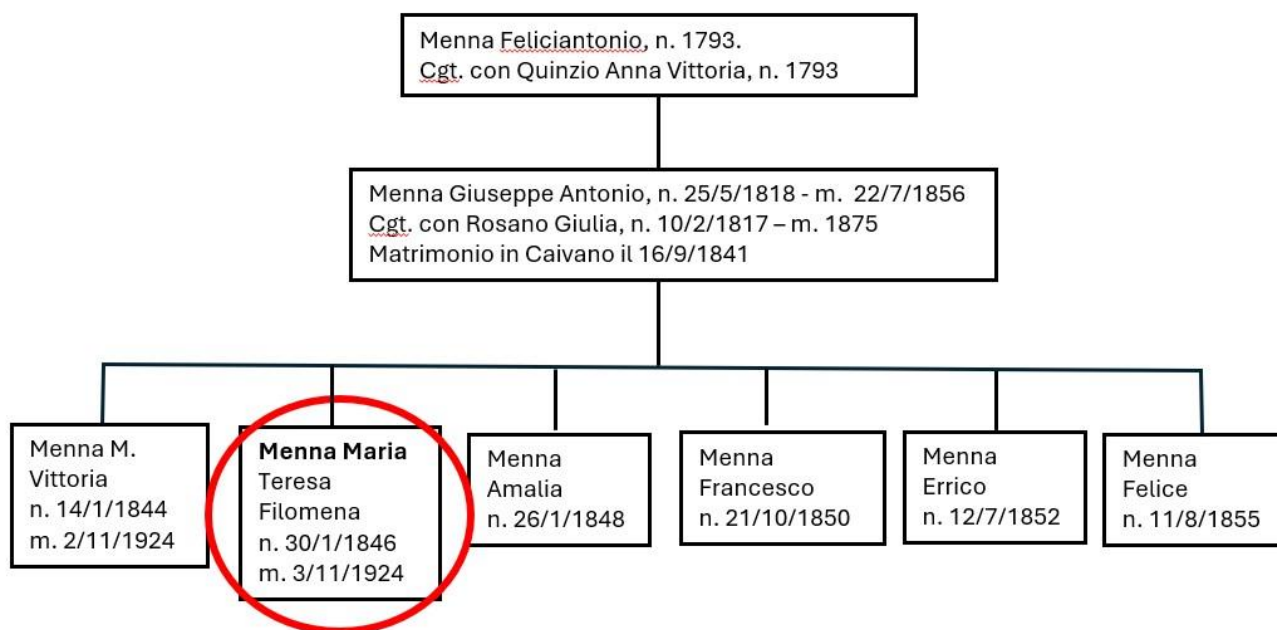 Menna Feliciantonio, n. 1793.
Cgt. con Quinzio Anna Vittoria, n. 1793
Menna Giuseppe Antonio, n. 25/5/1818 - m. 22/7/1856
Cgt. con Rosano Giulia, n. 10/2/1817 – m. 1875
Matrimonio in Caivano il 16/9/1841
Menna M.
Vittoria
n. 14/1/1844
m. 2/11/1924
Menna Maria
Teresa
Filomena
n. 30/1/1846
m. 3/11/1924
Menna
Amalia
n. 26/1/1848
Menna
Francesco
n. 21/10/1850
Menna
Errico
n. 12/7/1852
Menna
Felice
n. 11/8/1855